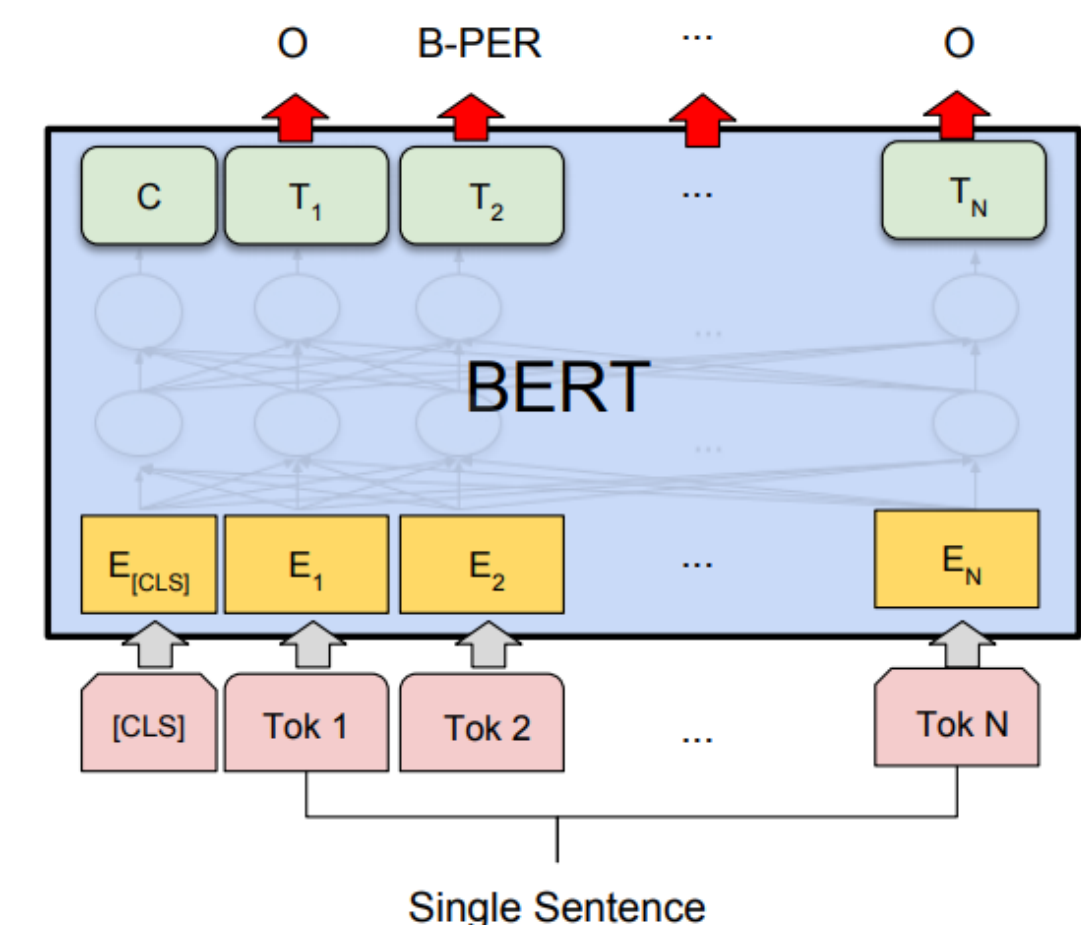 O B-PER ... O
C T1 T2 ... TN
...
BERT
...
E[CLS] E1 E2 ... EN
[CLS] Tok 1 Tok 2 ... Tok N
Single Sentence